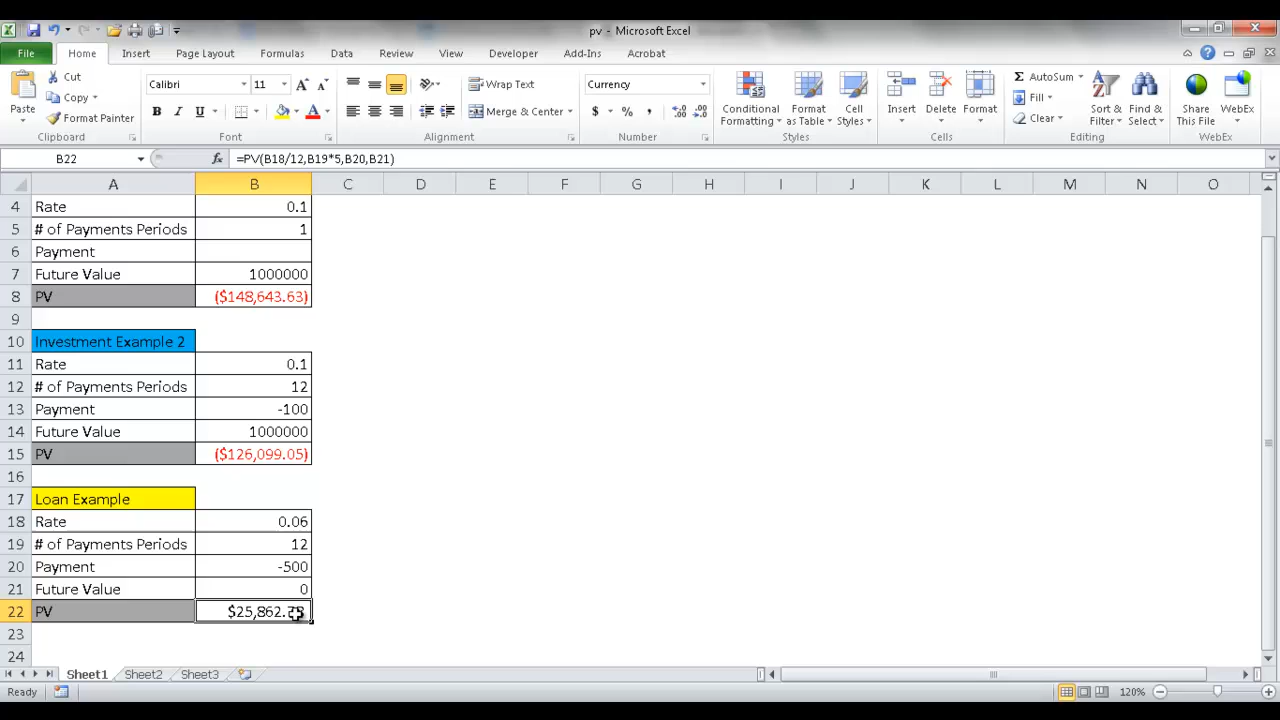 pv - Microsoft Excel
File Home Insert Page Layout Formulas Data Review View Developer Add-Ins Acrobat
Paste
Cut
Copy
Format Painter
Clipboard
Calibri 11
B I U
Font
Wrap Text
Merge & Center
Alignment
Currency
$ % ,
Number
Conditional Formatting
Format as Table
Cell Styles
Styles
Insert Delete Format
Cells
AutoSum
Fill
Clear
Sort & Filter
Find & Select
Editing
Share This File
WebEx
WebEx
B22 fx =PV(B18/12,B19*5,B20,B21)
A B C D E F G H I J K L M N O
4 Rate 0.1
5 # of Payments Periods 1
6 Payment
7 Future Value 1000000
8 PV ($148,643.63)
9
10 Investment Example 2
11 Rate 0.1
12 # of Payments Periods 12
13 Payment -100
14 Future Value 1000000
15 PV ($126,099.05)
16
17 Loan Example
18 Rate 0.06
19 # of Payments Periods 12
20 Payment -500
21 Future Value 0
22 PV
23
24
Sheet1 Sheet2 Sheet3
Ready 120%